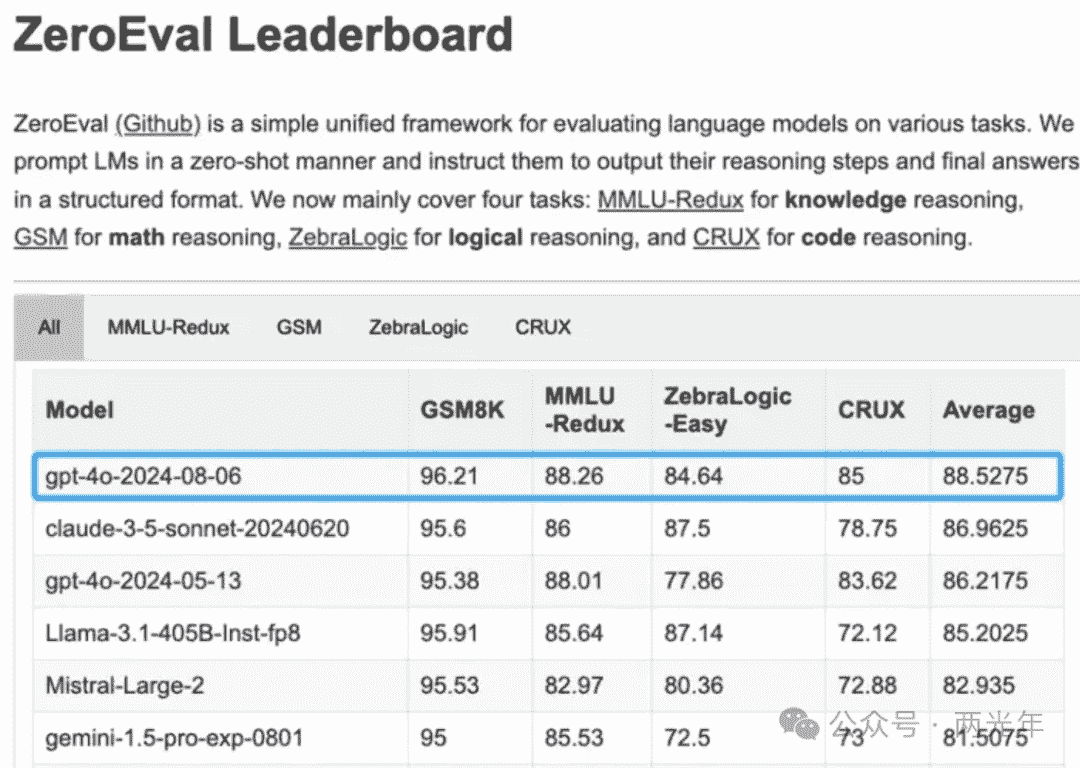 ZeroEval Leaderboard
ZeroEval (Github) is a simple unified framework for evaluating language models on various tasks. We
prompt LMs in a zero-shot manner and instruct them to output their reasoning steps and final answers
in a structured format. We now mainly cover four tasks: MMLU-Redux for knowledge reasoning,
GSM for math reasoning, ZebraLogic for logical reasoning, and CRUX for code reasoning.
All MMLU-Redux GSM ZebraLogic CRUX
Model GSM8K MMLU -Redux ZebraLogic -Easy CRUX Average
gpt-4o-2024-08-06 96.21 88.26 84.64 85 88.5275
claude-3-5-sonnet-20240620 95.6 86 87.5 78.75 86.9625
gpt-4o-2024-05-13 95.38 88.01 77.86 83.62 86.2175
Llama-3.1-405B-Inst-fp8 95.91 85.64 87.14 72.12 85.2025
Mistral-Large-2 95.53 82.97 80.36 72.88 82.935
gemini-1.5-pro-exp-0801 95 85.53 72.5 73 81.5075
公众号 · 两光年